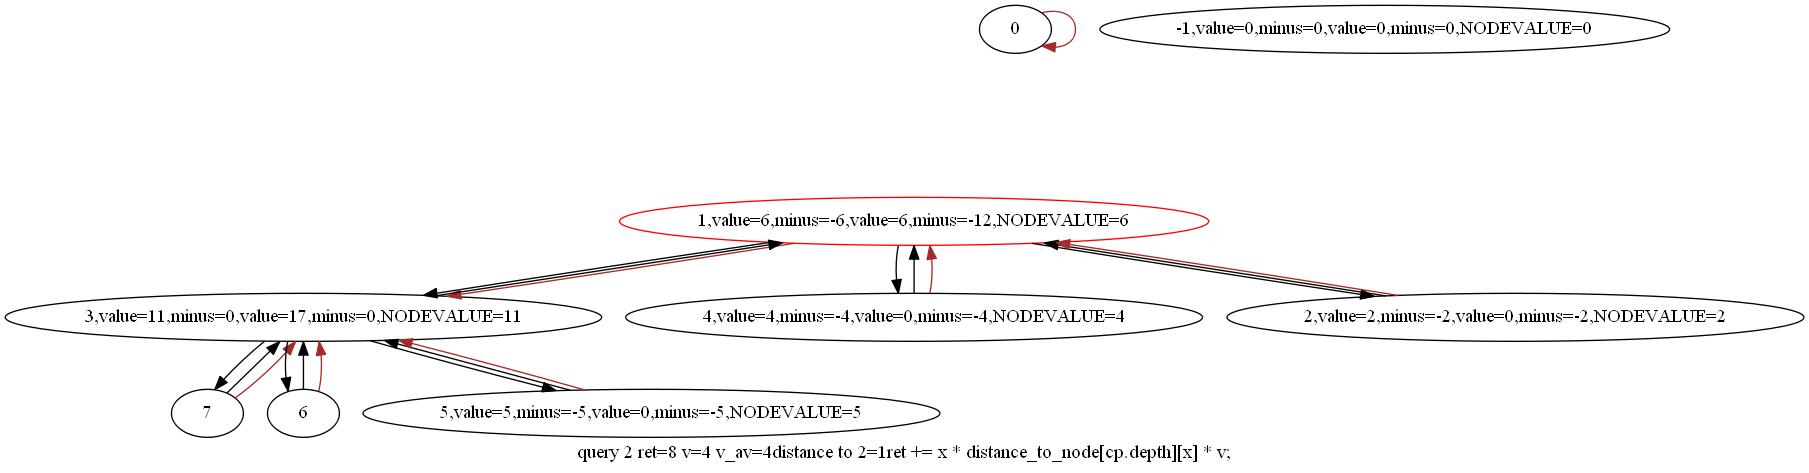 0
-1,value=0,minus=0,value=0,minus=0,NODEVALUE=0
1,value=6,minus=-6,value=6,minus=-12,NODEVALUE=6
3,value=11,minus=0,value=17,minus=0,NODEVALUE=11
4,value=4,minus=-4,value=0,minus=-4,NODEVALUE=4
2,value=2,minus=-2,value=0,minus=-2,NODEVALUE=2
7
6
5,value=5,minus=-5,value=0,minus=-5,NODEVALUE=5
query 2 ret=8 v=4 v_av=4distance to 2=1ret += x * distance_to_node[cp.depth][x] * v;